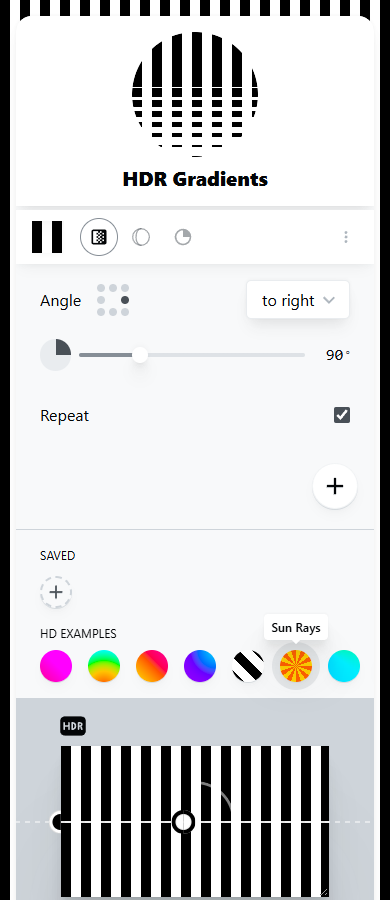 HDR Gradients
Angle
to right
90°
Repeat
SAVED
HD EXAMPLES
Sun Rays
HDR